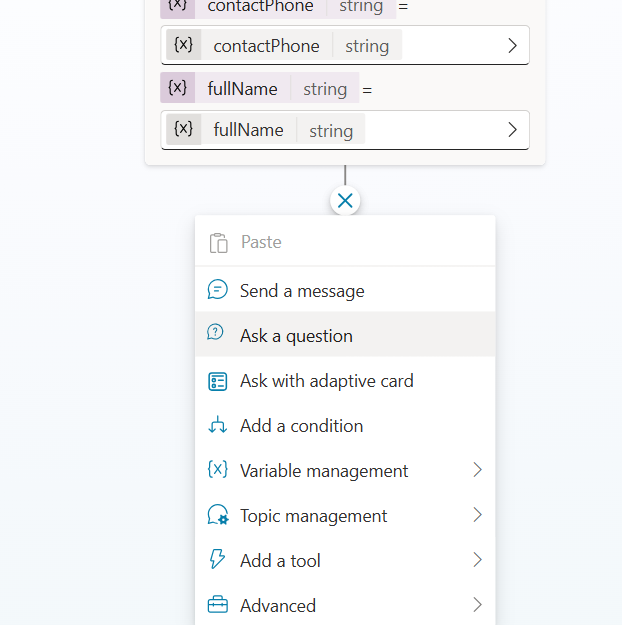 {x} contactPhone string =
{x} contactPhone string
{x} fullName string =
{x} fullName string
Paste
Send a message
Ask a question
Ask with adaptive card
Add a condition
{x} Variable management
Topic management
Add a tool
Advanced